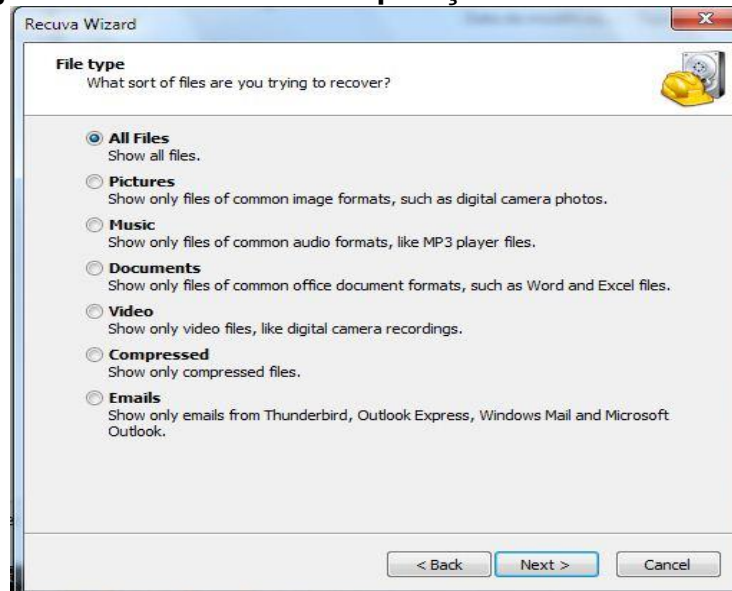 Recuva Wizard
File type
What sort of files are you trying to recover?
All Files
Show all files.
Pictures
Show only files of common image formats, such as digital camera photos.
Music
Show only files of common audio formats, like MP3 player files.
Documents
Show only files of common office document formats, such as Word and Excel files.
Video
Show only video files, like digital camera recordings.
Compressed
Show only compressed files.
Emails
Show only emails from Thunderbird, Outlook Express, Windows Mail and Microsoft
Outlook.
< Back Next > Cancel